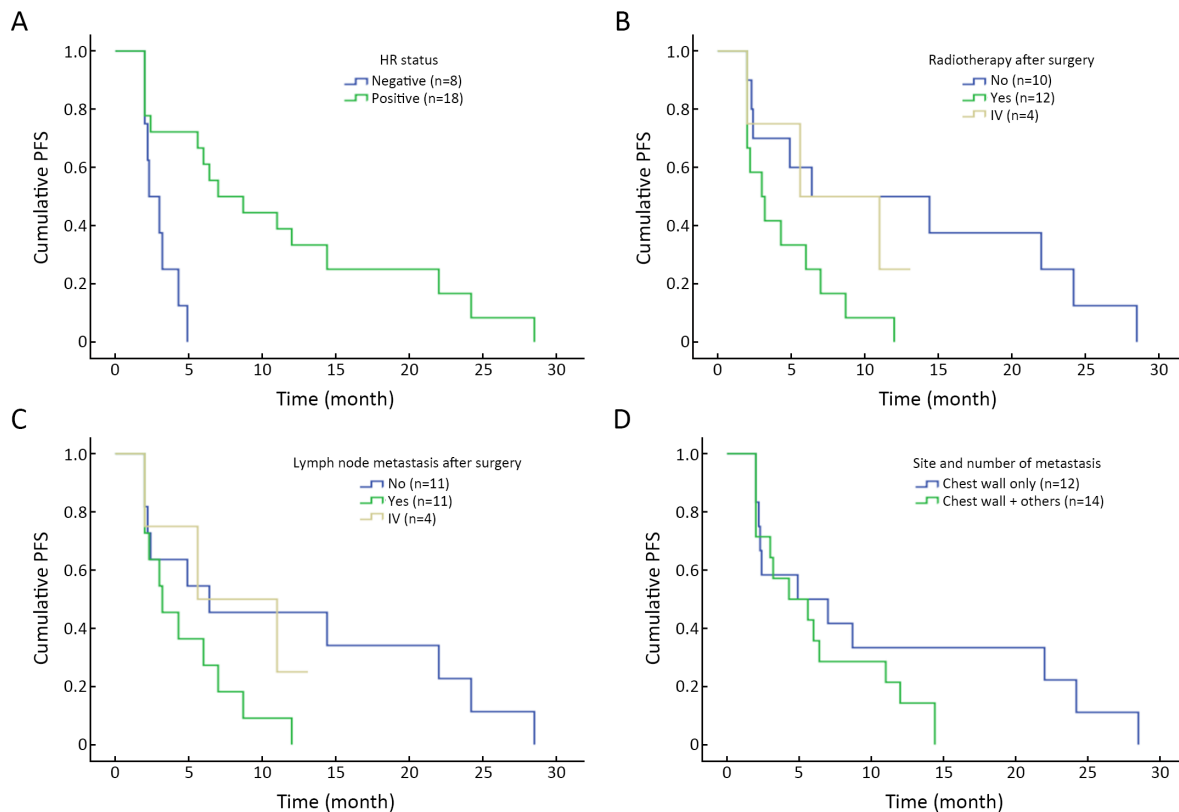 A
HR status
Negative (n=8)
Positive (n=18)
Cumulative PFS
1.0
0.8
0.6
0.4
0.2
0
0 5 10 15 20 25 30
Time (month)
B
Radiotherapy after surgery
No (n=10)
Yes (n=12)
IV (n=4)
Cumulative PFS
1.0
0.8
0.6
0.4
0.2
0
0 5 10 15 20 25 30
Time (month)
C
Lymph node metastasis after surgery
No (n=11)
Yes (n=11)
IV (n=4)
Cumulative PFS
1.0
0.8
0.6
0.4
0.2
0
0 5 10 15 20 25 30
Time (month)
D
Site and number of metastasis
Chest wall only (n=12)
Chest wall + others (n=14)
Cumulative PFS
1.0
0.8
0.6
0.4
0.2
0
0 5 10 15 20 25 30
Time (month)